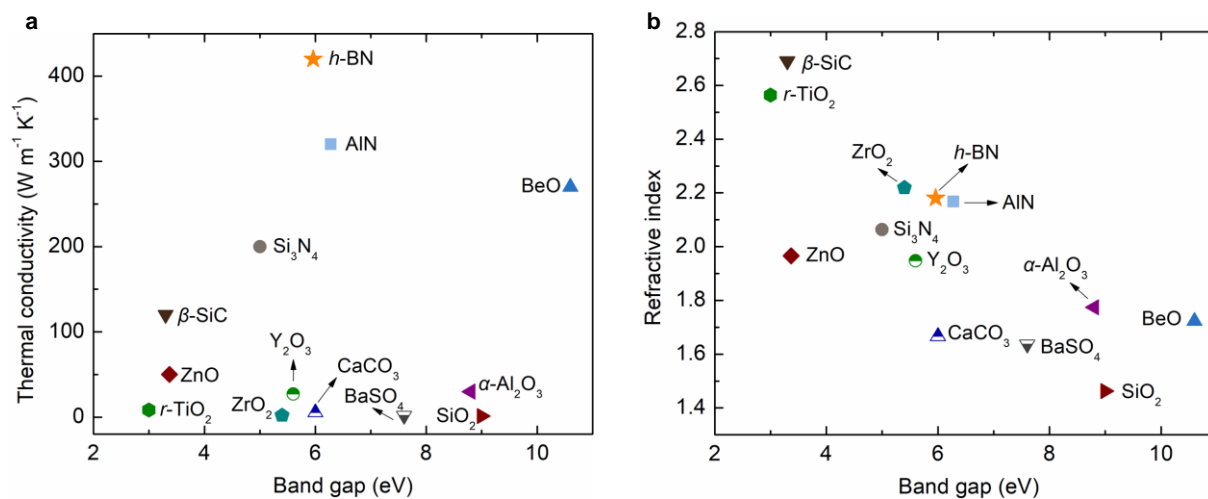 a
Thermal conductivity (W m⁻¹ K⁻¹)
400
300
200
100
0
h-BN
AlN
BeO
Si₃N₄
β-SiC
Y₂O₃
ZnO
CaCO₃
r-TiO₂
ZrO₂
BaSO₄
α-Al₂O₃
SiO₂
2 4 6 8 10
Band gap (eV)
b
Refractive index
2.8
2.6
2.4
2.2
2.0
1.8
1.6
1.4
β-SiC
r-TiO₂
ZrO₂
h-BN
AlN
Si₃N₄
ZnO
Y₂O₃
α-Al₂O₃
BeO
CaCO₃
BaSO₄
SiO₂
2 4 6 8 10
Band gap (eV)